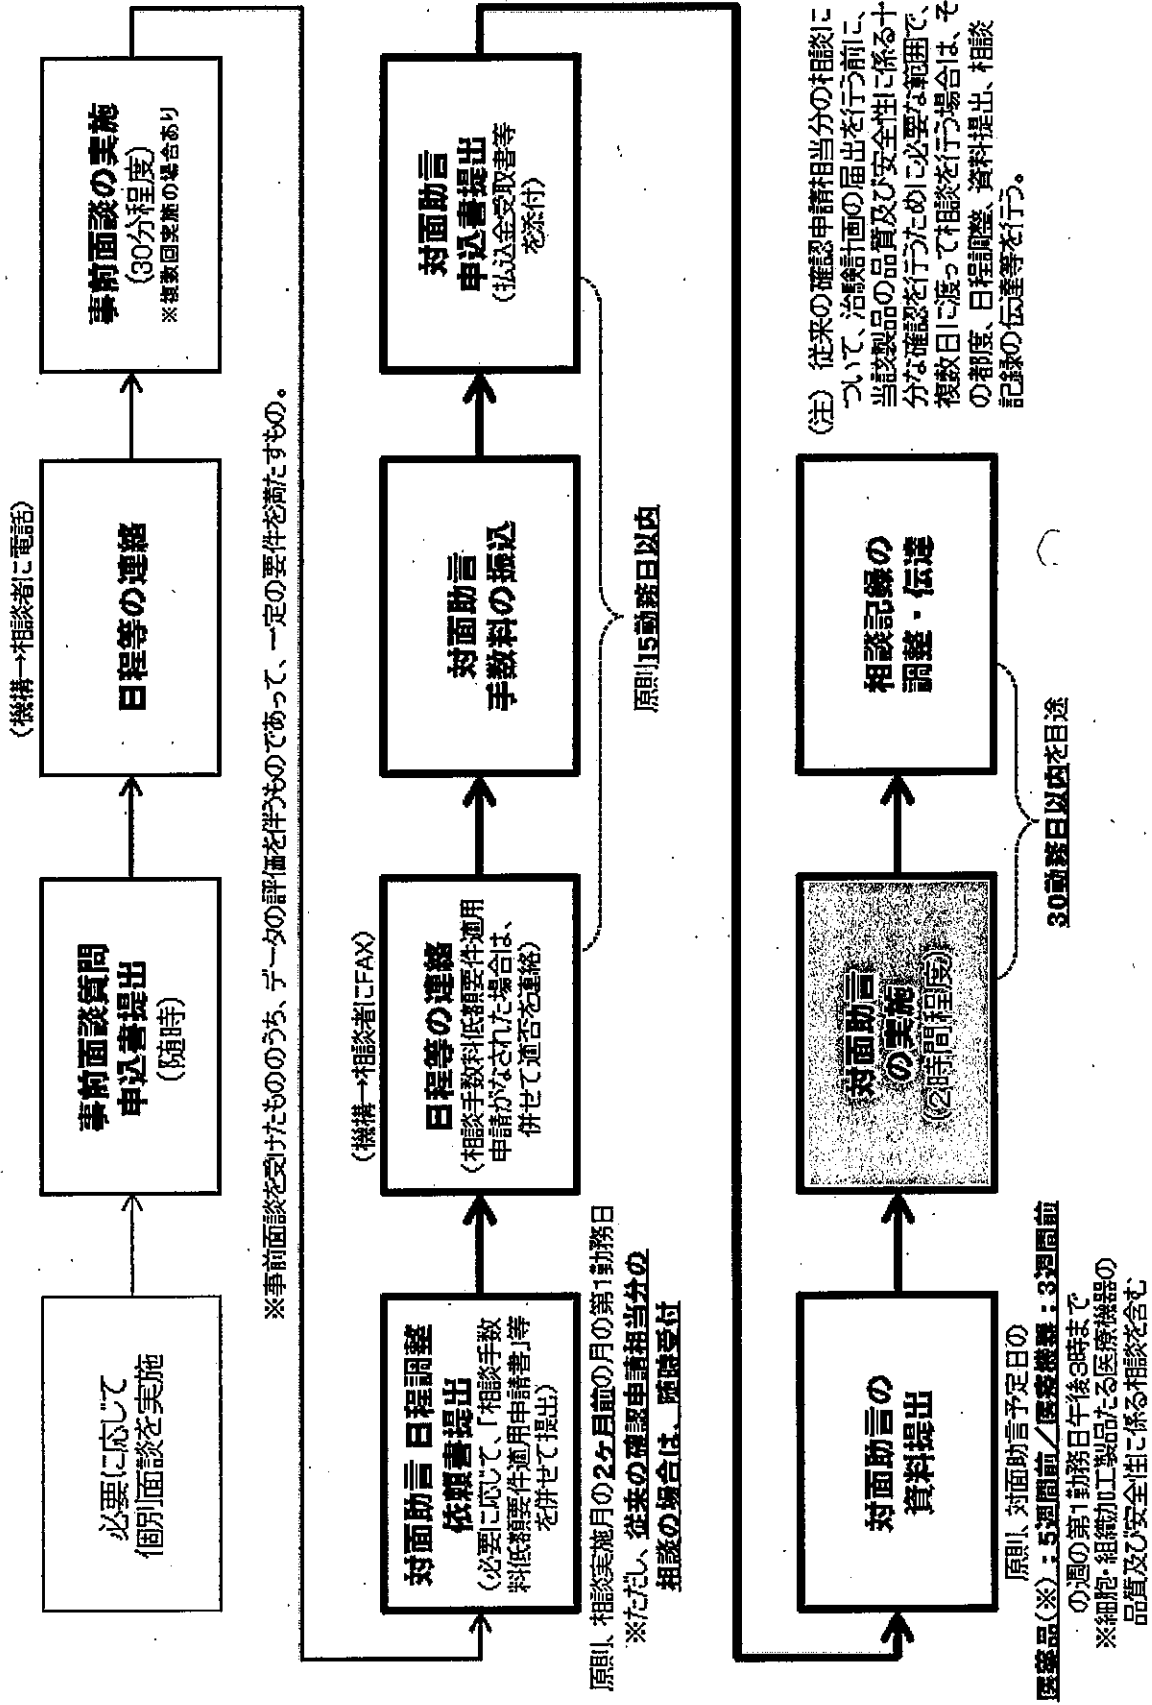 必要に応じて
個別面談を実施
事前面談質問
申込書提出
(随時)
(機構→相談者に電話)
日程等の連絡
事前面談の実施
(30分程度)
※複数回実施の場合あり
※事前面談を受けたもののうち、データの評価を伴うものであって、一定の要件を満たすもの。
対面助言 日程調整
依頼書提出
(必要に応じて、「相談手数
料低額要件適用申請書」等
を併せて提出)
原則、相談実施月の2ヶ月前の月の第1勤務日
※ただし、従来の確認申請相当分の
相談の場合は、随時受付
(機構→相談者にFAX)
日程等の連絡
(相談手数料低額要件適用
申請がなされた場合は、
併せて適否を連絡)
対面助言
手数料の振込
対面助言
申込書提出
(払込金受取書等
を添付)
原則15勤務日以内
対面助言の
資料提出
原則、対面助言予定日の
医薬品(※):5週間前/医療機器:3週間前
の週の第1勤務日午後3時まで
※細胞・組織加工製品たる医療機器の
品質及び安全性に係る相談を含む
対面助言
の実施
(2時間程度)
相談記録の
調整・伝達
30勤務日以内を目途
(注) 従来の確認申請相当分の相談に
ついて、治験計画の届出を行う前に、
当該製品の品質及び安全性に係る十
分な確認を行うために必要な範囲で、
複数日に渡って相談を行う場合は、そ
の都度、日程調整、資料提出、相談
記録の伝達等を行う。